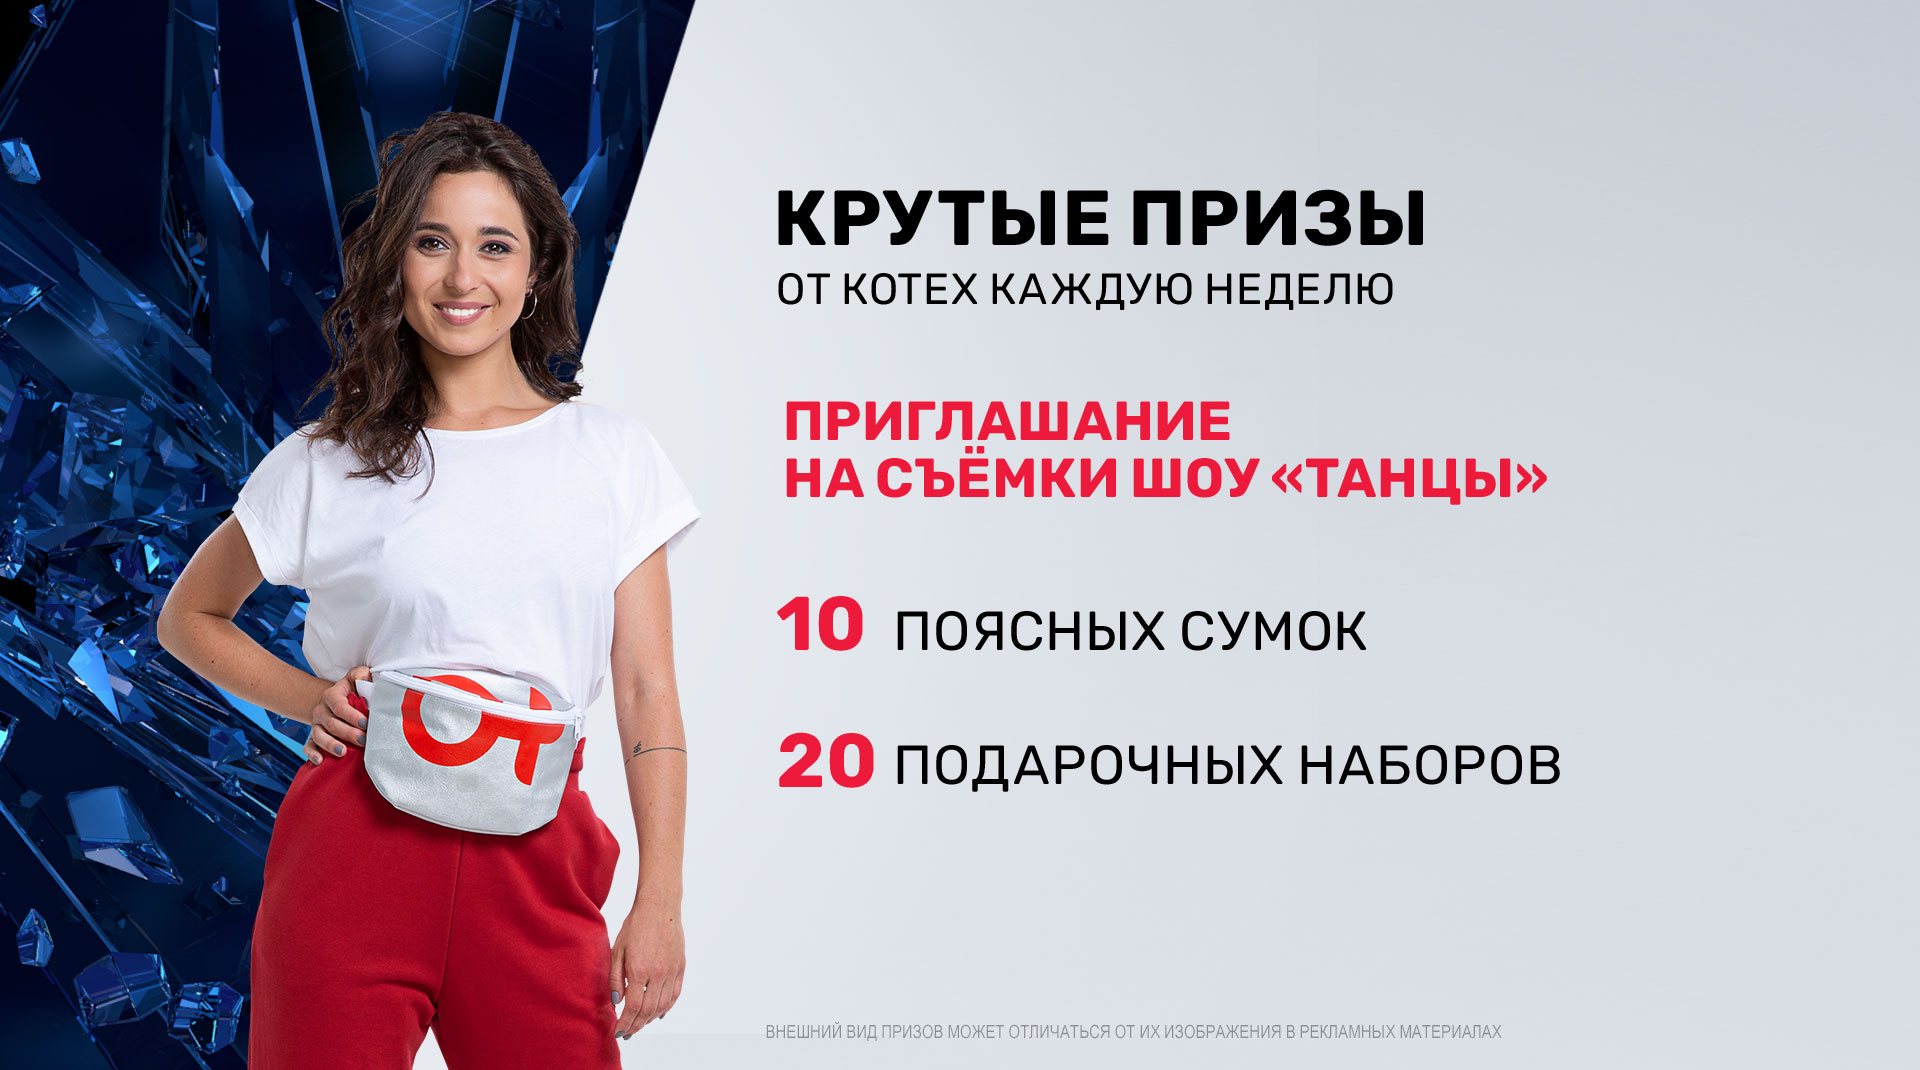 КРУТЫЕ ПРИЗЫ
ОТ КОТЕХ КАЖДУЮ НЕДЕЛЮ
ПРИГЛАШАНИЕ
НА СЪЁМКИ ШОУ «ТАНЦЫ»
10 ПОЯСНЫХ СУМОК
20 ПОДАРОЧНЫХ НАБОРОВ
ВНЕШНИЙ ВИД ПРИЗОВ МОЖЕТ ОТЛИЧАТЬСЯ ОТ ИХ ИЗОБРАЖЕНИЯ В РЕКЛАМНЫХ МАТЕРИАЛАХ